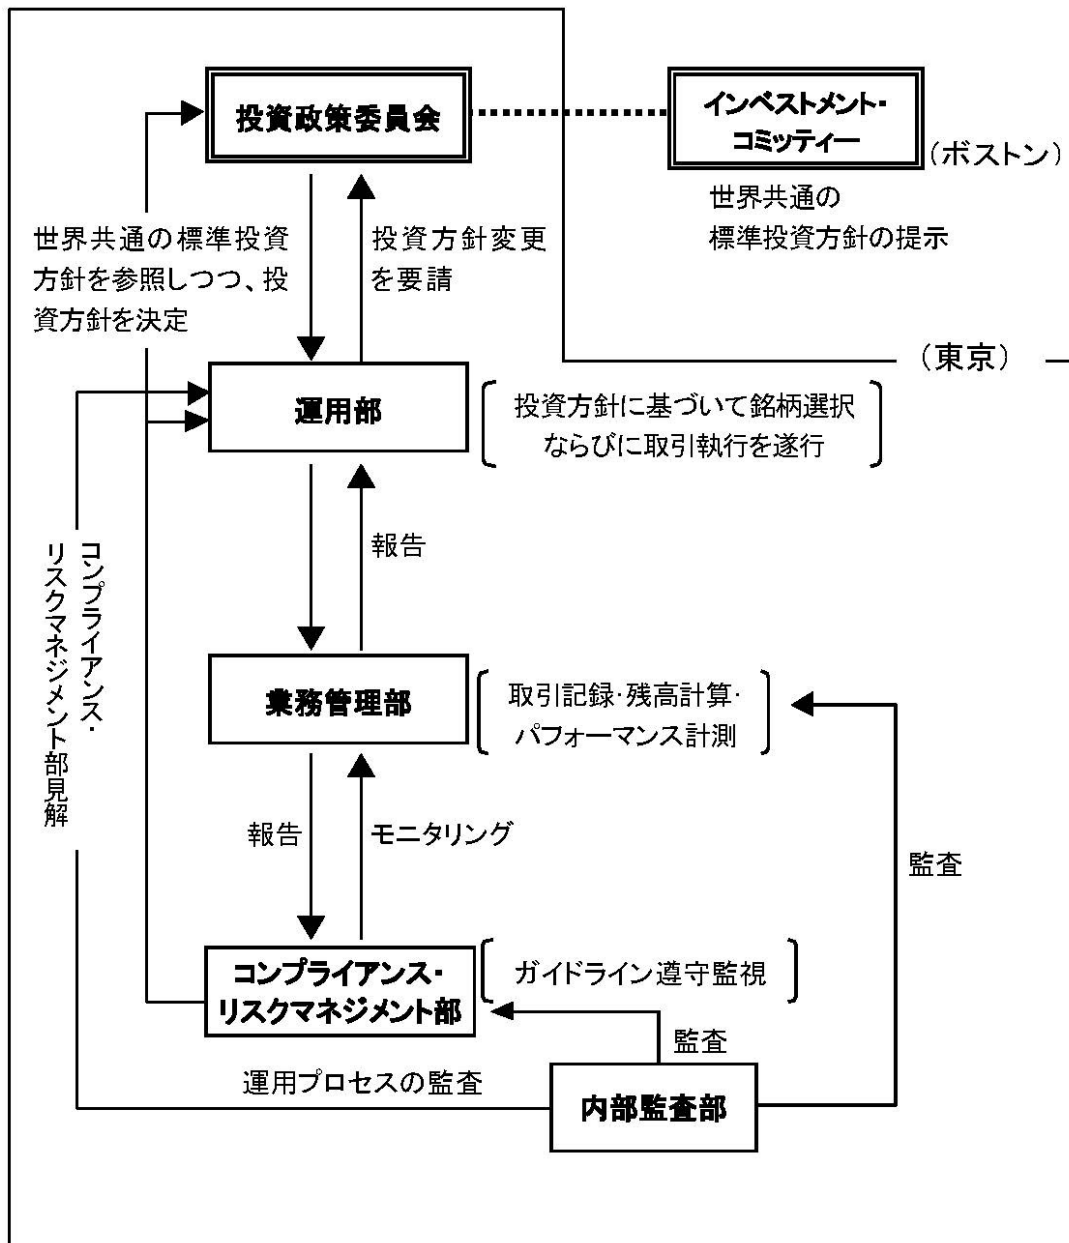 投資政策委員会
インベストメント・
コミッティー
（ボストン）
世界共通の
標準投資方針の提示
世界共通の標準投資
方針を参照しつつ、投
資方針を決定
投資方針変更
を要請
（東京）
運用部
投資方針に基づいて銘柄選択
ならびに取引執行を遂行
コンプライアンス・
リスクマネジメント部見解
報告
業務管理部
取引記録・残高計算・
パフォーマンス計測
報告
モニタリング
監査
コンプライアンス・
リスクマネジメント部
ガイドライン遵守監視
監査
運用プロセスの監査
内部監査部